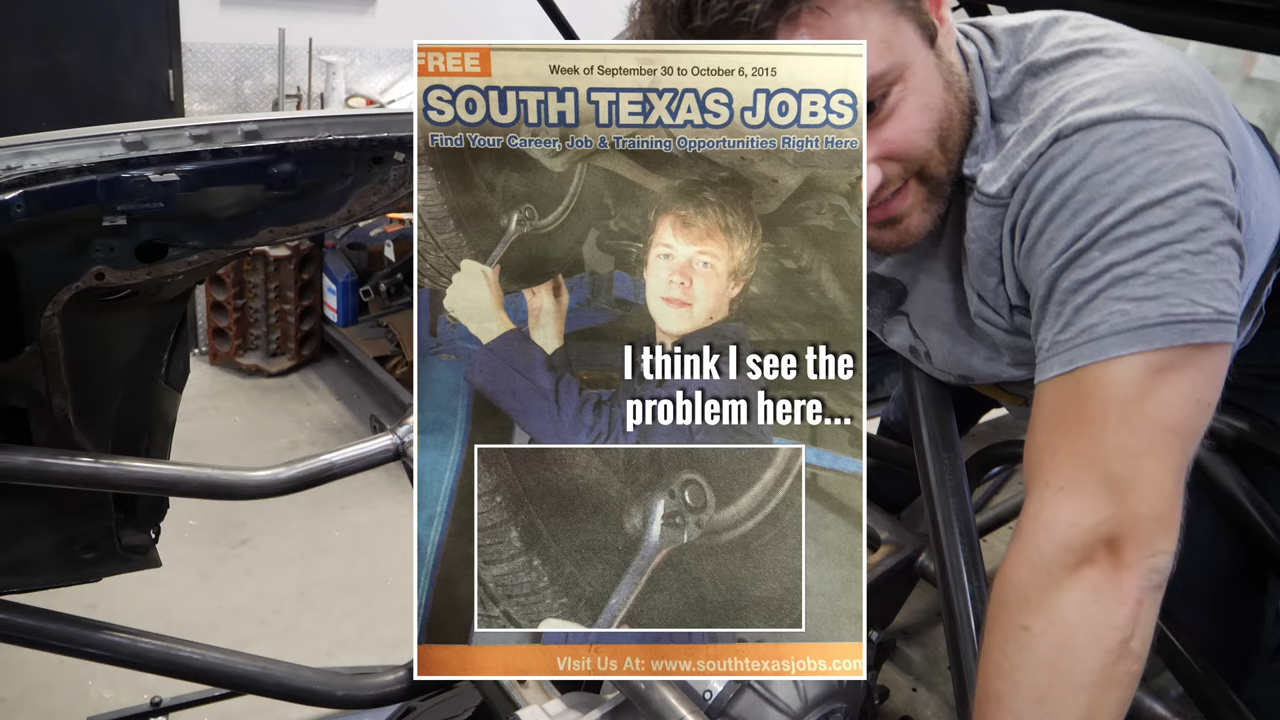 FREE
Week of September 30 to October 6, 2015
SOUTH TEXAS JOBS
Find Your Career, Job & Training Opportunities Right Here
I think I see the
problem here...
VIsit Us At: www.southtexasjobs.com